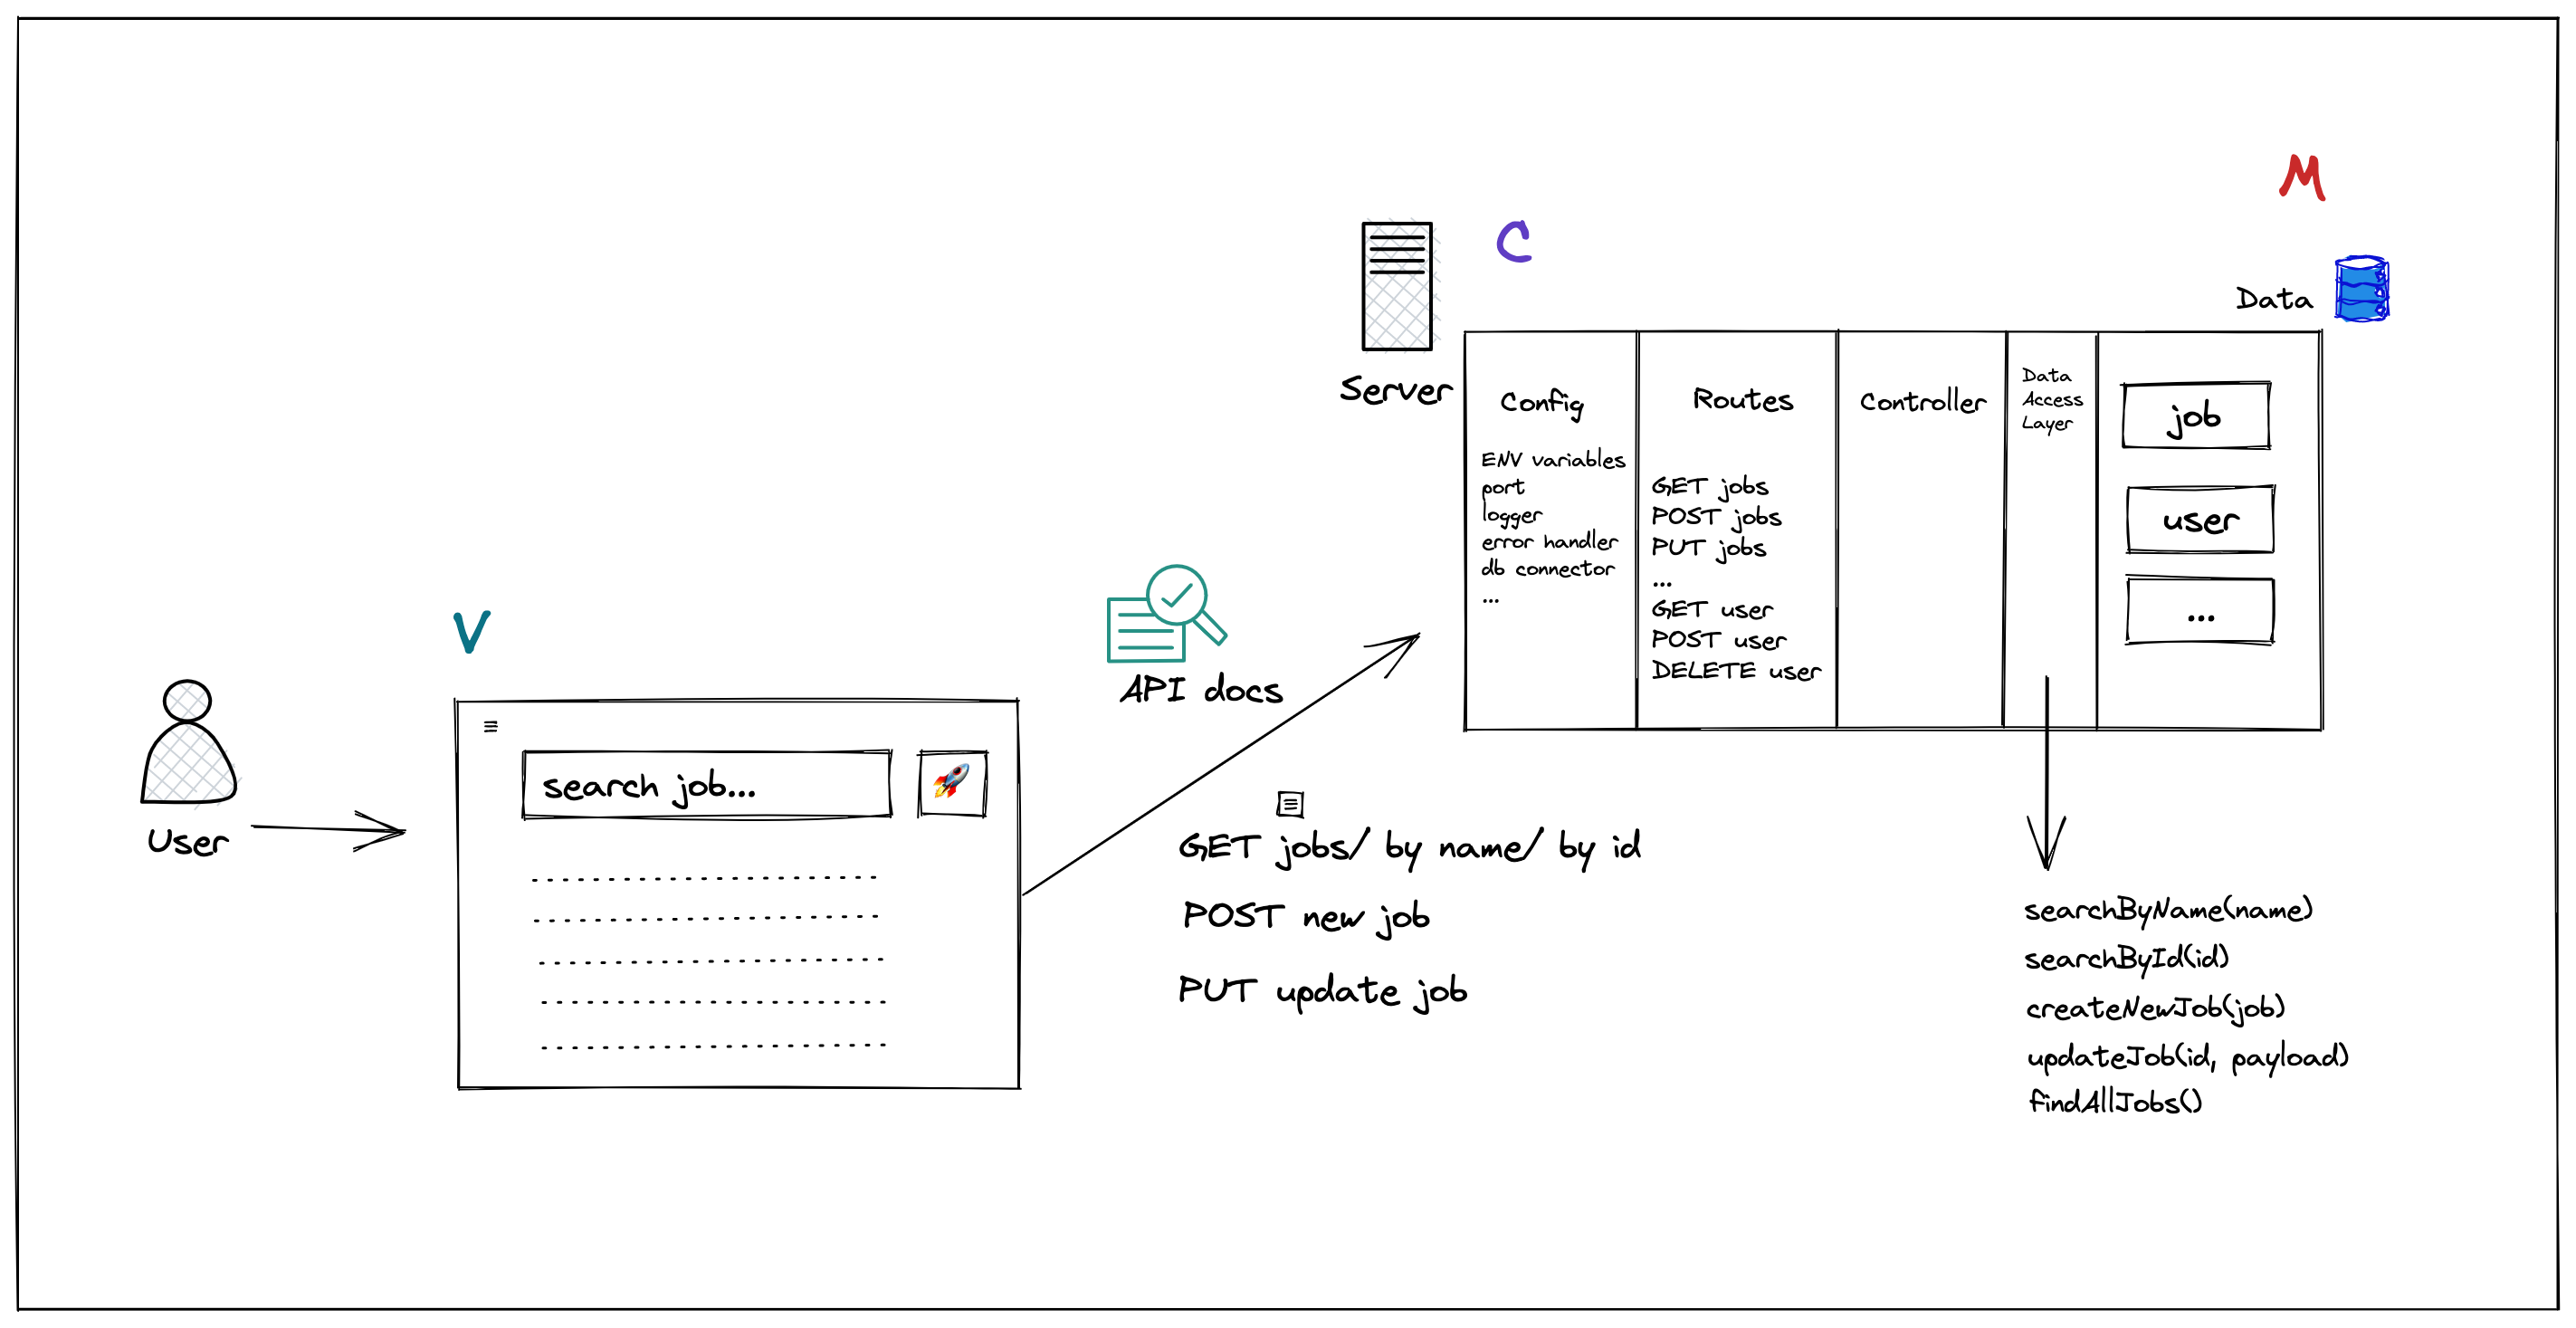 M
C
Data
Server
Config
ENV variables
port
logger
error handler
db connector
...
Routes
GET jobs
POST jobs
PUT jobs
...
GET user
POST user
DELETE user
Controller
Data
Access
Layer
job
user
...
V
API docs
User
search job...
GET jobs/ by name/ by id
POST new job
PUT update job
searchByName(name)
searchById(id)
createNewJob(job)
updateJob(id, payload)
findAllJobs()